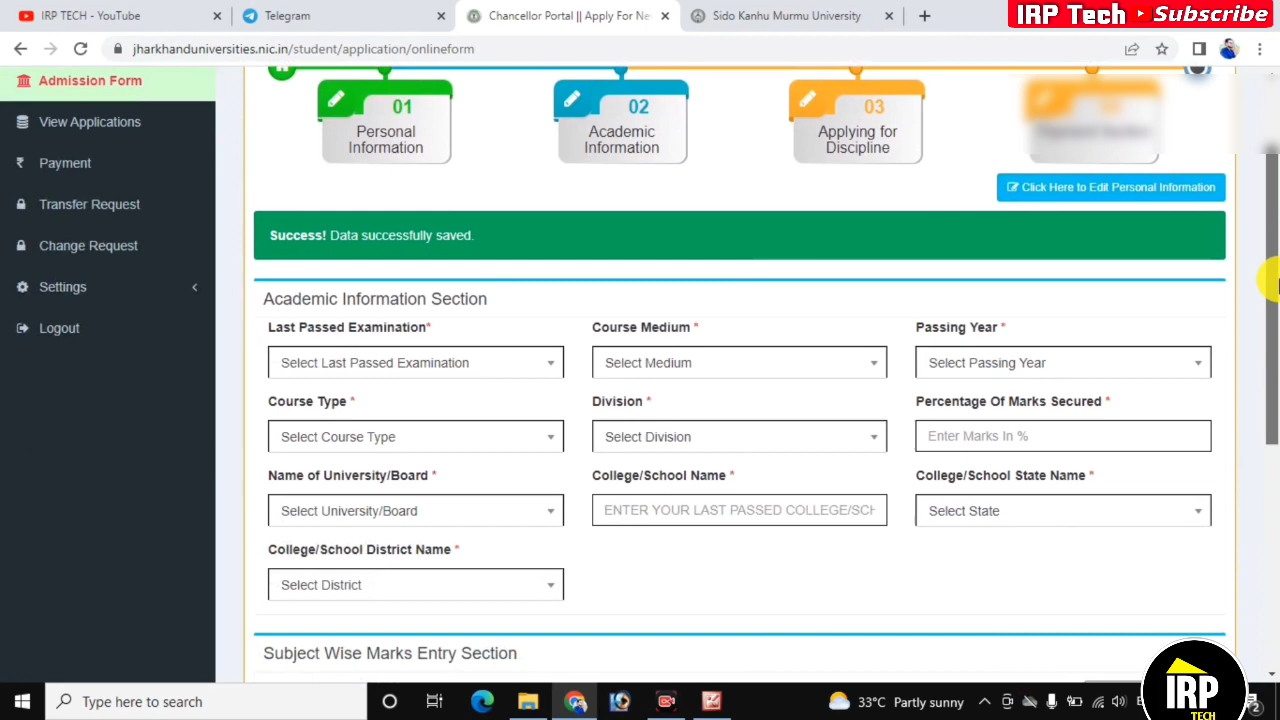 IRP TECH - YouTube
Telegram
Chancellor Portal || Apply For Ne
Sido Kanhu Murmu University
IRP Tech Subscribe
jharkhanduniversities.nic.in/student/application/onlineform
Admission Form
View Applications
Payment
Transfer Request
Change Request
Settings
Logout
01
Personal
Information
02
Academic
Information
03
Applying for
Discipline
Click Here to Edit Personal Information
Success! Data successfully saved.
Academic Information Section
Last Passed Examination*
Course Medium *
Passing Year *
Select Last Passed Examination
Select Medium
Select Passing Year
Course Type *
Division *
Percentage Of Marks Secured *
Select Course Type
Select Division
Enter Marks In %
Name of University/Board *
College/School Name *
College/School State Name *
Select University/Board
ENTER YOUR LAST PASSED COLLEGE/SCH
Select State
College/School District Name *
Select District
Subject Wise Marks Entry Section
Type here to search
33°C Partly sunny
2
IRP
TECH